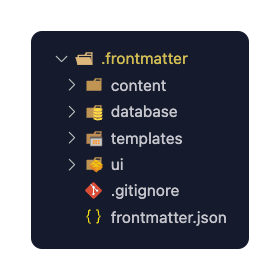 .frontmatter
content
database
templates
ui
.gitignore
frontmatter.json